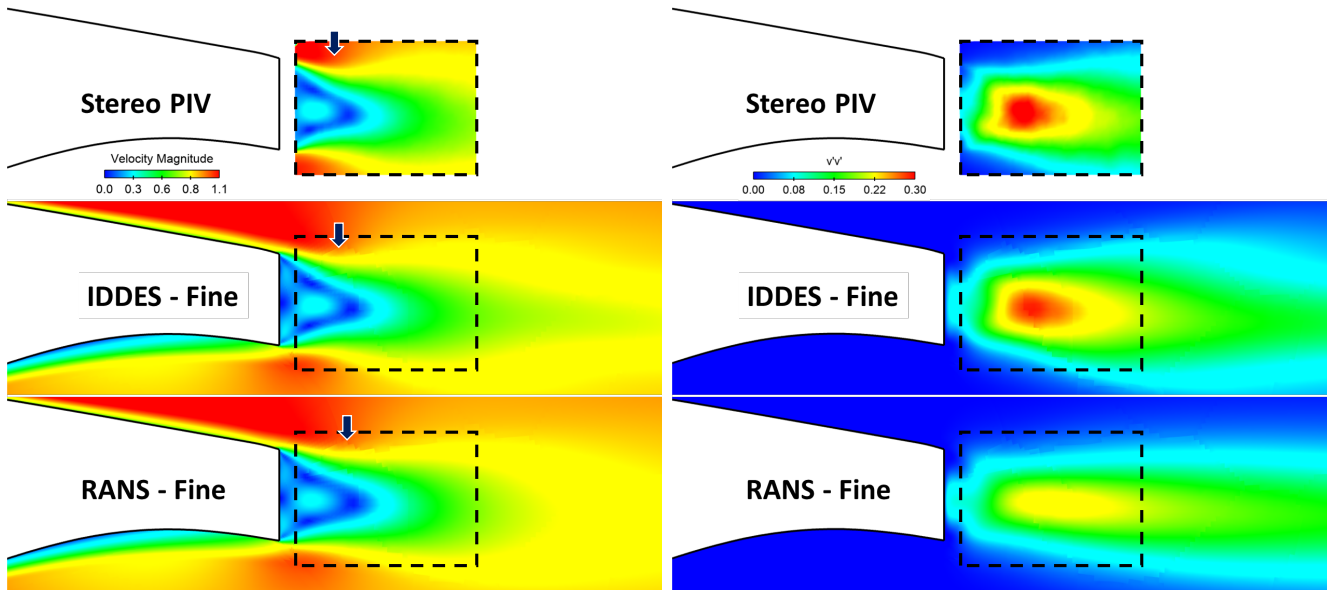 Stereo PIV
Velocity Magnitude
0.0 0.3 0.6 0.8 1.1
Stereo PIV
v'v'
0.00 0.08 0.15 0.22 0.30
IDDES - Fine
IDDES - Fine
RANS - Fine
RANS - Fine